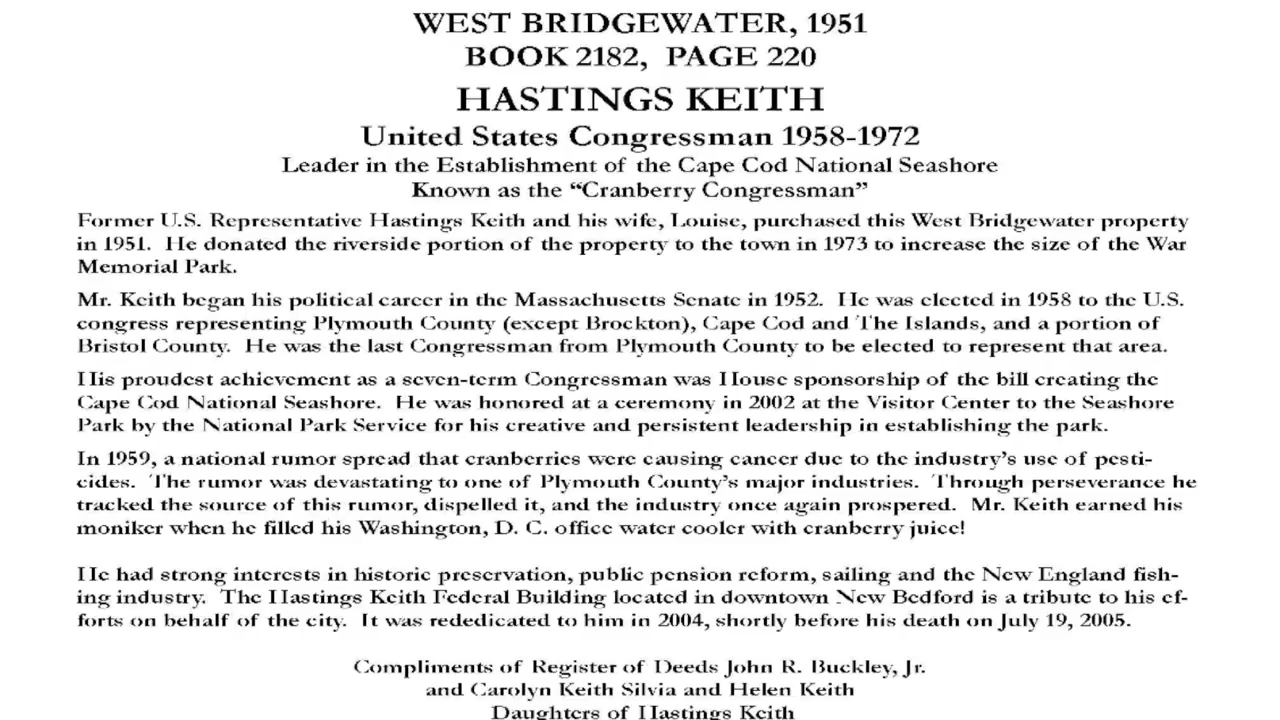 WEST BRIDGEWATER, 1951
BOOK 2182, PAGE 220
HASTINGS KEITH
United States Congressman 1958-1972
Leader in the Establishment of the Cape Cod National Seashore
Known as the “Cranberry Congressman”
Former U.S. Representative Hastings Keith and his wife, Louise, purchased this West Bridgewater property
in 1951. He donated the riverside portion of the property to the town in 1973 to increase the size of the War
Memorial Park.
Mr. Keith began his political career in the Massachusetts Senate in 1952. He was elected in 1958 to the U.S.
congress representing Plymouth County (except Brockton), Cape Cod and The Islands, and a portion of
Bristol County. He was the last Congressman from Plymouth County to be elected to represent that area.
His proudest achievement as a seven-term Congressman was House sponsorship of the bill creating the
Cape Cod National Seashore. He was honored at a ceremony in 2002 at the Visitor Center to the Seashore
Park by the National Park Service for his creative and persistent leadership in establishing the park.
In 1959, a national rumor spread that cranberries were causing cancer due to the industry’s use of pesti-
cides. The rumor was devastating to one of Plymouth County’s major industries. Through perseverance he
tracked the source of this rumor, dispelled it, and the industry once again prospered. Mr. Keith earned his
moniker when he filled his Washington, D. C. office water cooler with cranberry juice!
He had strong interests in historic preservation, public pension reform, sailing and the New England fish-
ing industry. The Hastings Keith Federal Building located in downtown New Bedford is a tribute to his ef-
forts on behalf of the city. It was rededicated to him in 2004, shortly before his death on July 19, 2005.
Compliments of Register of Deeds John R. Buckley, Jr.
and Carolyn Keith Silvia and Helen Keith
Daughters of Hastings Keith